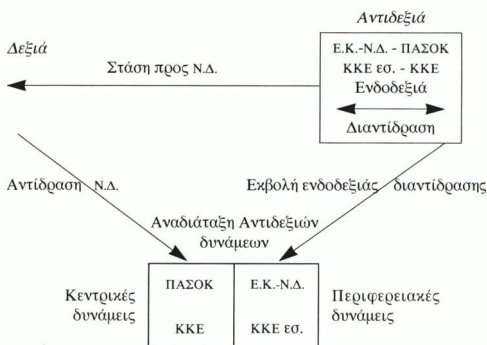 Αντιδεξιά
Δεξιά
Ε.Κ.-Ν.Δ. - ΠΑΣΟΚ
Στάση προς Ν.Δ.
ΚΚΕ εσ. - ΚΚΕ
Ενδοδεξιά
Διαντίδραση
Αντίδραση Ν.Δ.
Εκβολή ενδοδεξιάς διαντίδρασης
Αναδιάταξη Αντιδεξιών
δυνάμεων
Κεντρικές
δυνάμεις
ΠΑΣΟΚ
ΚΚΕ
Ε.Κ.-Ν.Δ.
ΚΚΕ εσ.
Περιφερειακές
δυνάμεις